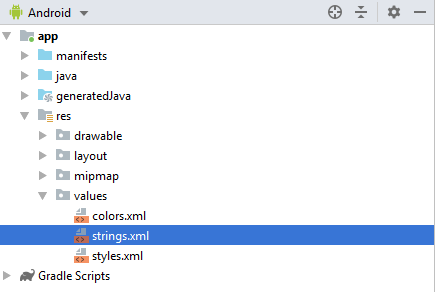 Android
app
manifests
java
generatedJava
res
drawable
layout
mipmap
values
colors.xml
strings.xml
styles.xml
Gradle Scripts